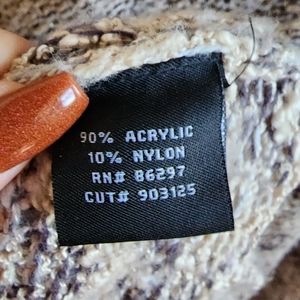 90% ACRYLIC
10% NYLON
RN# 86297
CUT# 903125